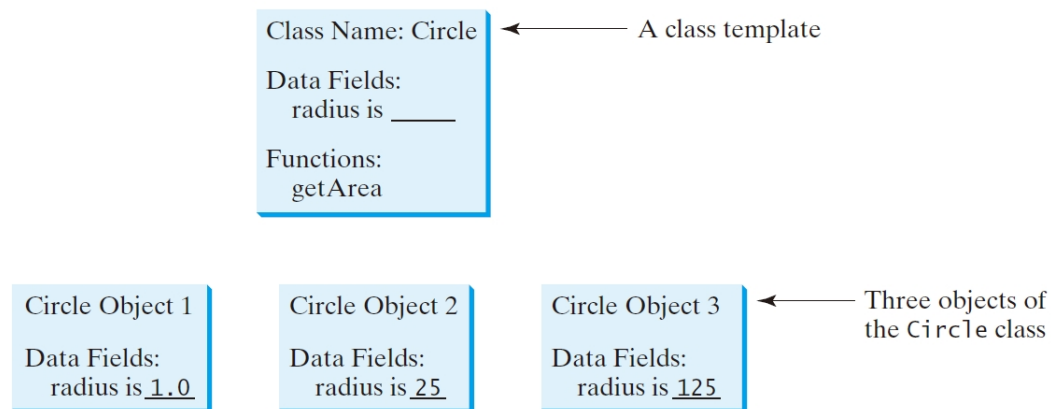 Class Name: Circle
A class template
Data Fields:
radius is ____
Functions:
getArea
Circle Object 1
Data Fields:
radius is 1.0
Circle Object 2
Data Fields:
radius is 25
Circle Object 3
Data Fields:
radius is 125
Three objects of
the Circle class